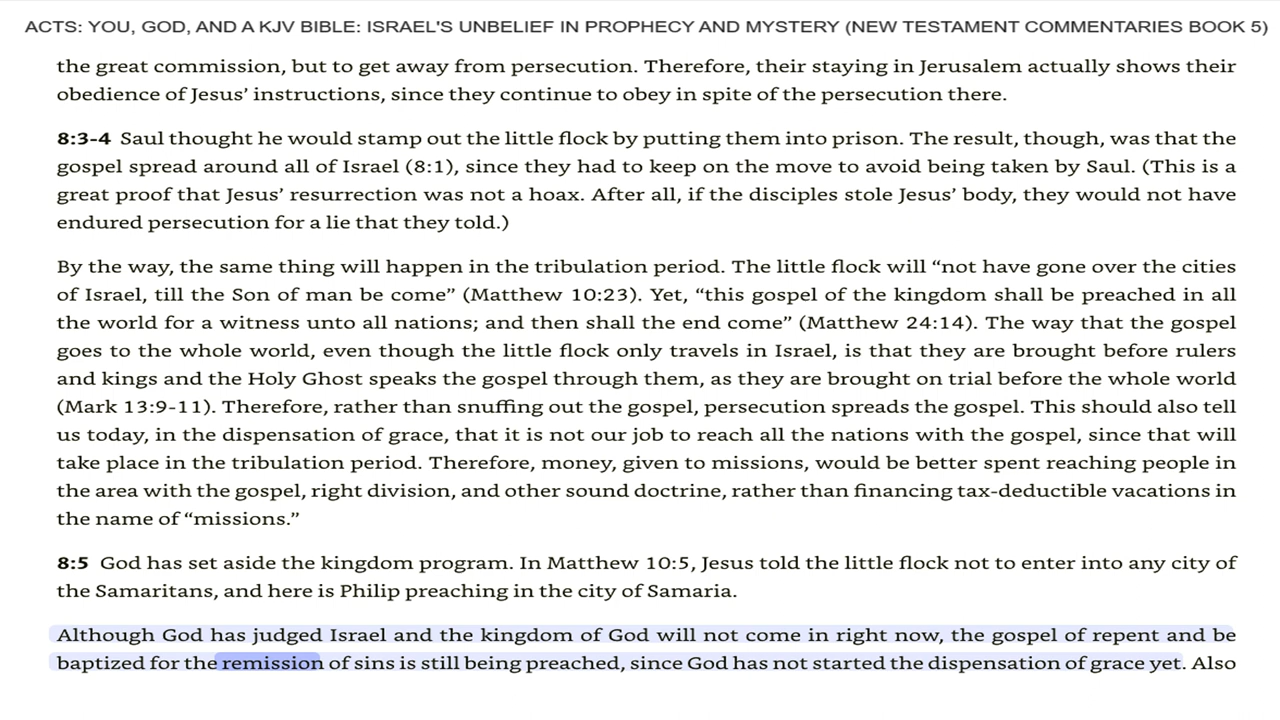 ACTS: YOU, GOD, AND A KJV BIBLE: ISRAEL'S UNBELIEF IN PROPHECY AND MYSTERY (NEW TESTAMENT COMMENTARIES BOOK 5)
the great commission, but to get away from persecution. Therefore, their staying in Jerusalem actually shows their
obedience of Jesus’ instructions, since they continue to obey in spite of the persecution there.
8:3-4 Saul thought he would stamp out the little flock by putting them into prison. The result, though, was that the
gospel spread around all of Israel (8:1), since they had to keep on the move to avoid being taken by Saul. (This is a
great proof that Jesus’ resurrection was not a hoax. After all, if the disciples stole Jesus’ body, they would not have
endured persecution for a lie that they told.)
By the way, the same thing will happen in the tribulation period. The little flock will “not have gone over the cities
of Israel, till the Son of man be come” (Matthew 10:23). Yet, “this gospel of the kingdom shall be preached in all
the world for a witness unto all nations; and then shall the end come” (Matthew 24:14). The way that the gospel
goes to the whole world, even though the little flock only travels in Israel, is that they are brought before rulers
and kings and the Holy Ghost speaks the gospel through them, as they are brought on trial before the whole world
(Mark 13:9-11). Therefore, rather than snuffing out the gospel, persecution spreads the gospel. This should also tell
us today, in the dispensation of grace, that it is not our job to reach all the nations with the gospel, since that will
take place in the tribulation period. Therefore, money, given to missions, would be better spent reaching people in
the area with the gospel, right division, and other sound doctrine, rather than financing tax-deductible vacations in
the name of “missions.”
8:5 God has set aside the kingdom program. In Matthew 10:5, Jesus told the little flock not to enter into any city of
the Samaritans, and here is Philip preaching in the city of Samaria.
Although God has judged Israel and the kingdom of God will not come in right now, the gospel of repent and be
baptized for the remission of sins is still being preached, since God has not started the dispensation of grace yet. Also